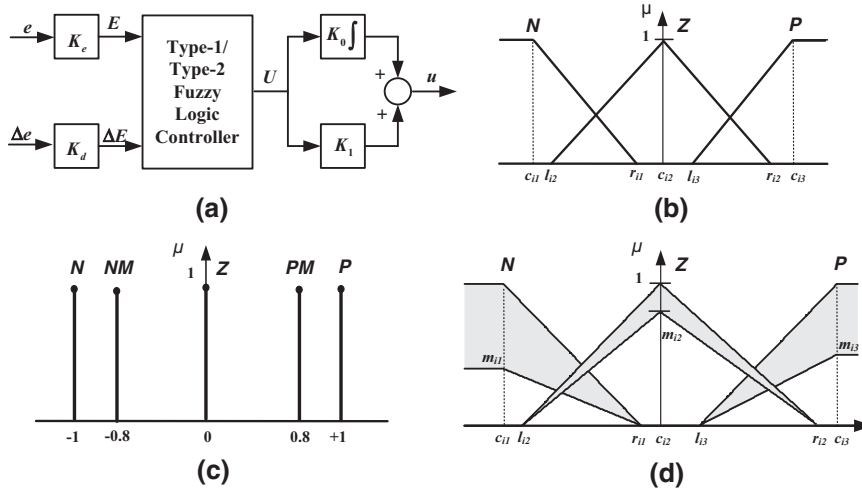 e
K_e
E
Type-1/
Type-2
Fuzzy
Logic
Controller
U
K_0 ∫
+
u
+
Δe
K_d
ΔE
K_1
(a)
μ
N
Z
P
1
c_i1
l_i2
r_i1
c_i2
l_i3
r_i2
c_i3
(b)
μ
N
NM
1
Z
PM
P
-1
-0.8
0
0.8
+1
(c)
μ
N
Z
P
1
m_i1
m_i2
m_i3
c_i1
l_i2
r_i1
c_i2
l_i3
r_i2
c_i3
(d)